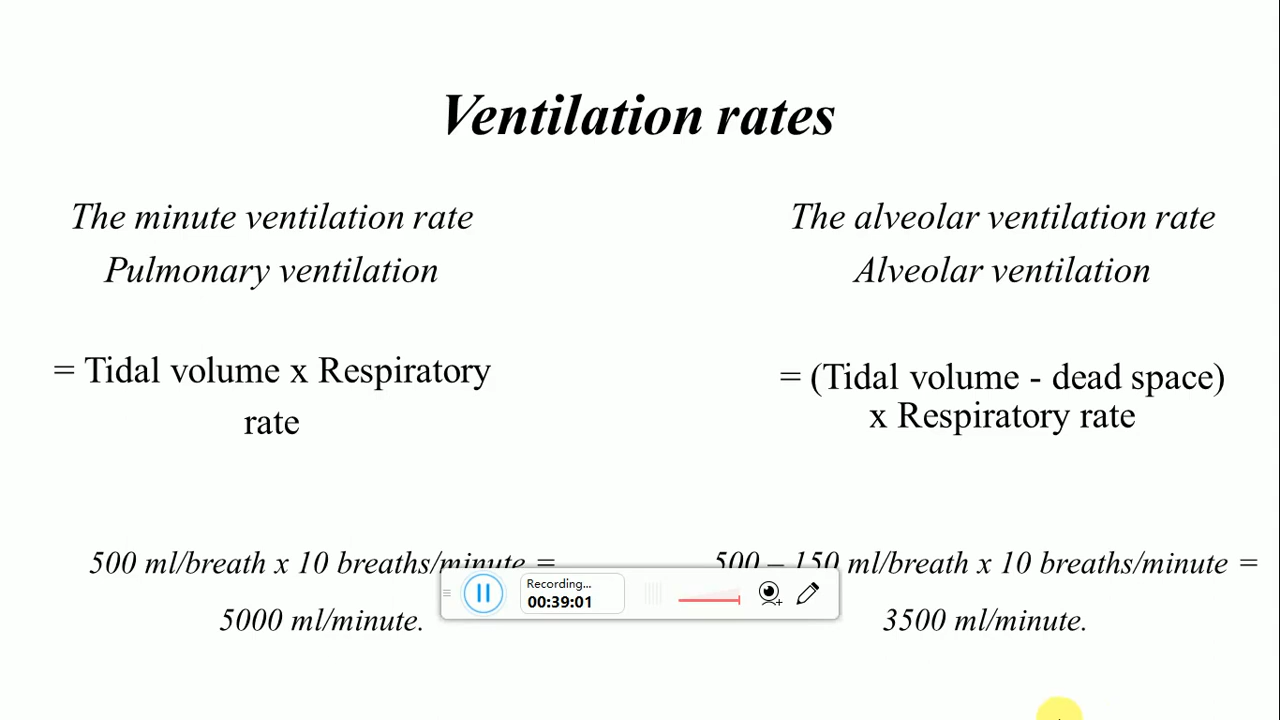 Ventilation rates
The minute ventilation rate
Pulmonary ventilation
= Tidal volume x Respiratory
rate
500 ml/breath x 10 breaths/minute =
5000 ml/minute.
The alveolar ventilation rate
Alveolar ventilation
= (Tidal volume - dead space)
x Respiratory rate
500 – 150 ml/breath x 10 breaths/minute =
3500 ml/minute.
Recording...
00:39:01